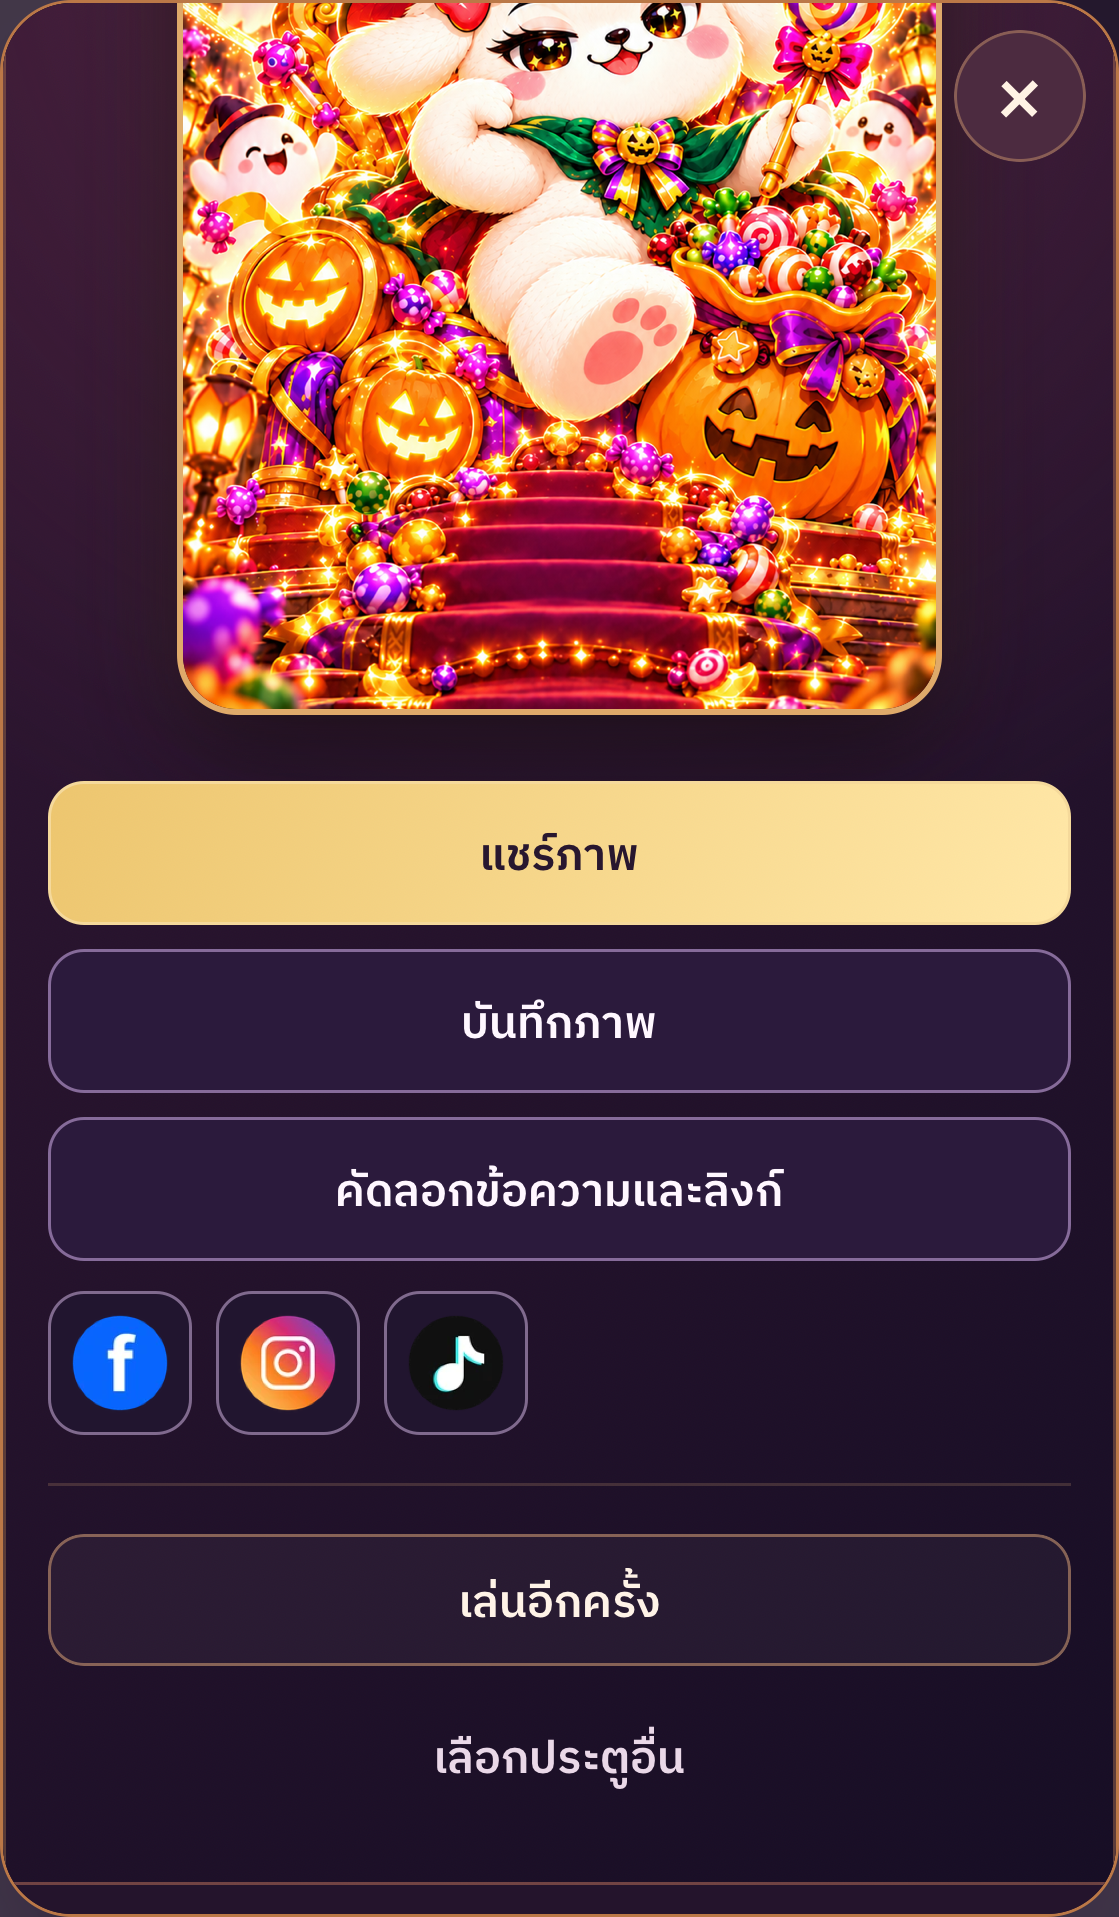 แชร์ภาพ
บันทึกภาพ
คัดลอกข้อความและลิงก์
เล่นอีกครั้ง
เลือกประตูอื่น